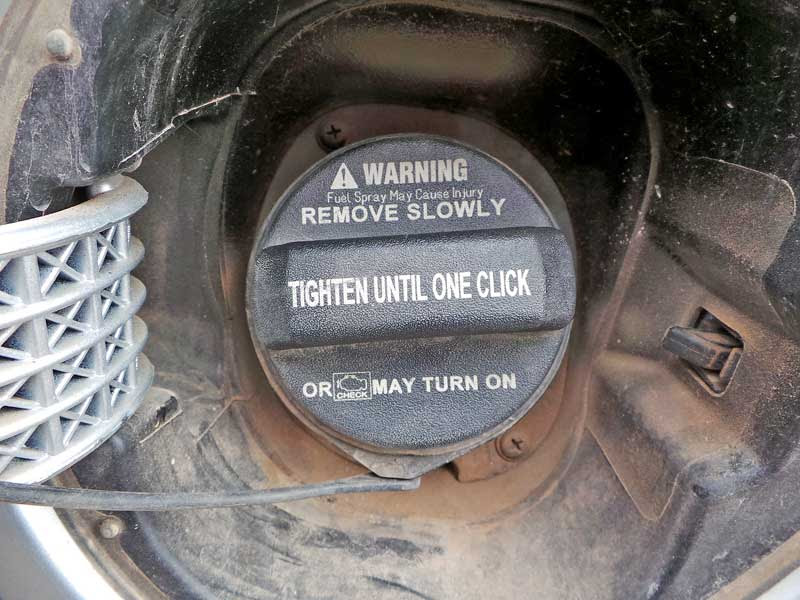 WARNING
Fuel Spray May Cause Injury
REMOVE SLOWLY
TIGHTEN UNTIL ONE CLICK
OR CHECK MAY TURN ON